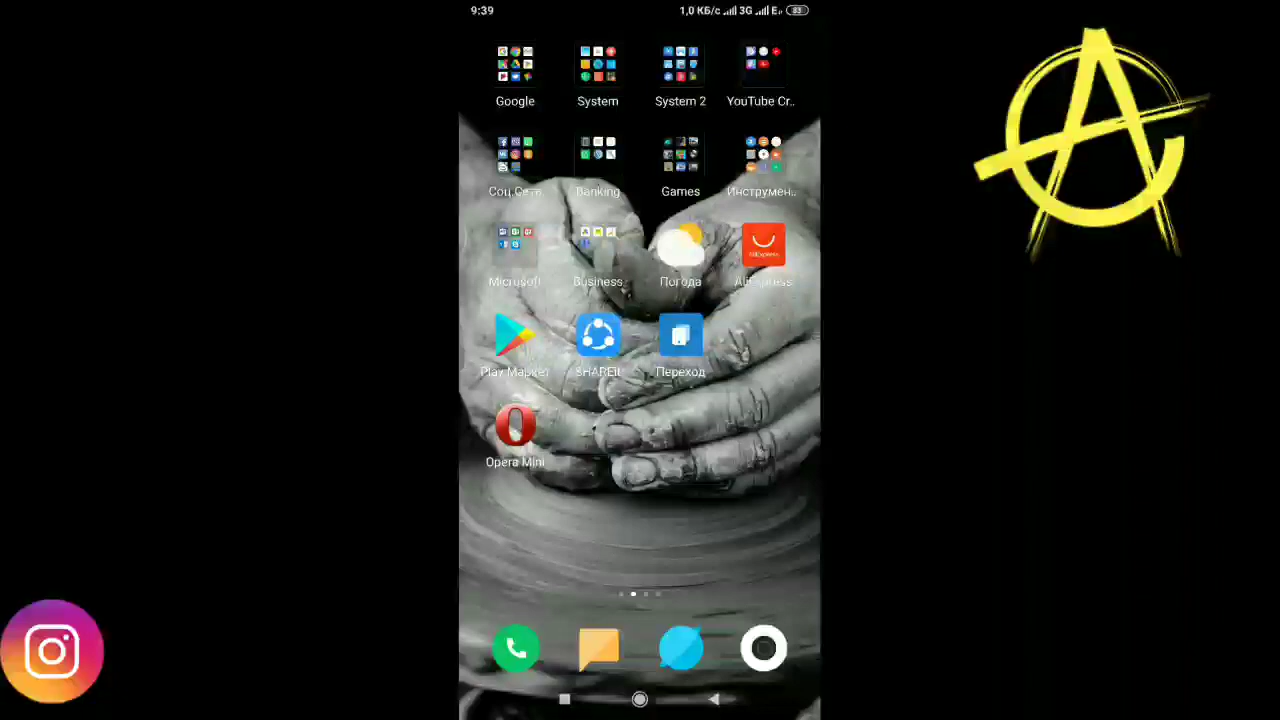 9:39
1,0 КБ/с 3G E 83
Google
System
System 2
YouTube Cr..
Соц.Сети.
Banking
Games
Инструмен..
Microsoft
Business
Погода
AliExpress
Play Маркет
SHAREit
Переход
Opera Mini